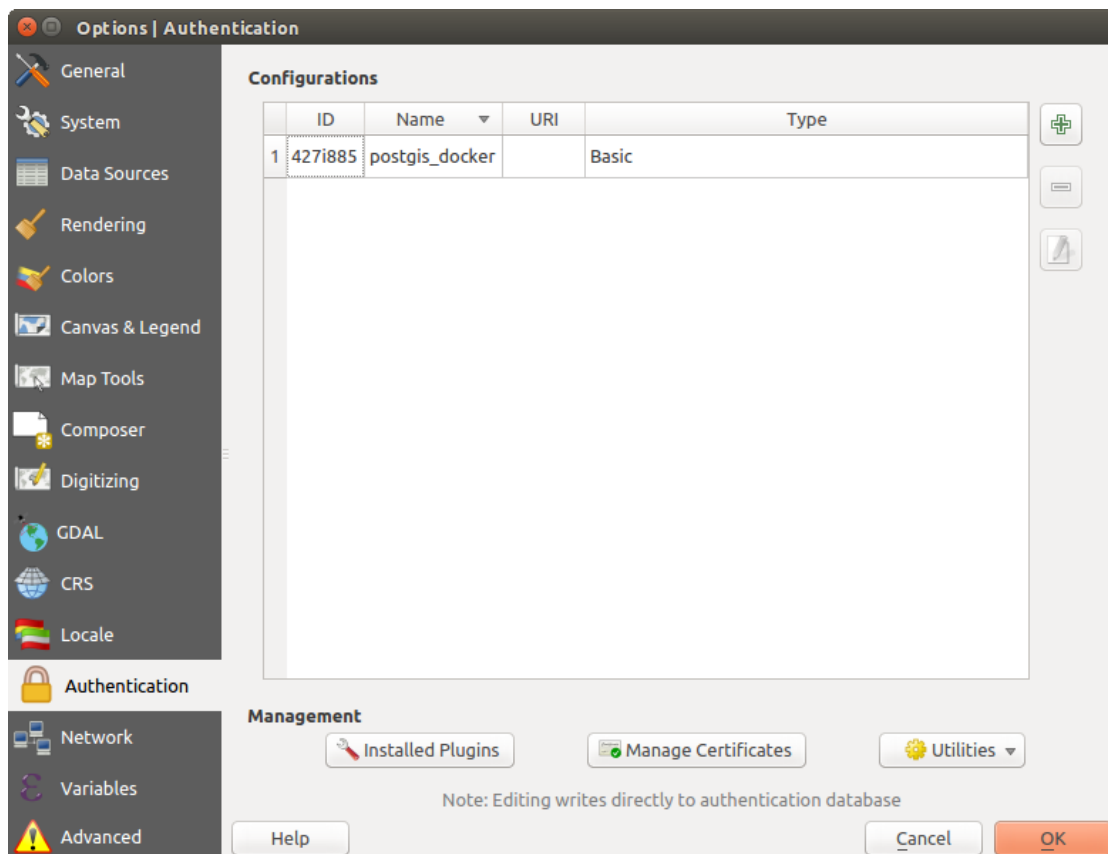 Options | Authentication
General
System
Data Sources
Rendering
Colors
Canvas & Legend
Map Tools
Composer
Digitizing
GDAL
CRS
Locale
Authentication
Network
Variables
Advanced
Configurations
ID Name URI Type
1 427i885 postgis_docker Basic
Management
Installed Plugins Manage Certificates Utilities
Note: Editing writes directly to authentication database
Help Cancel OK